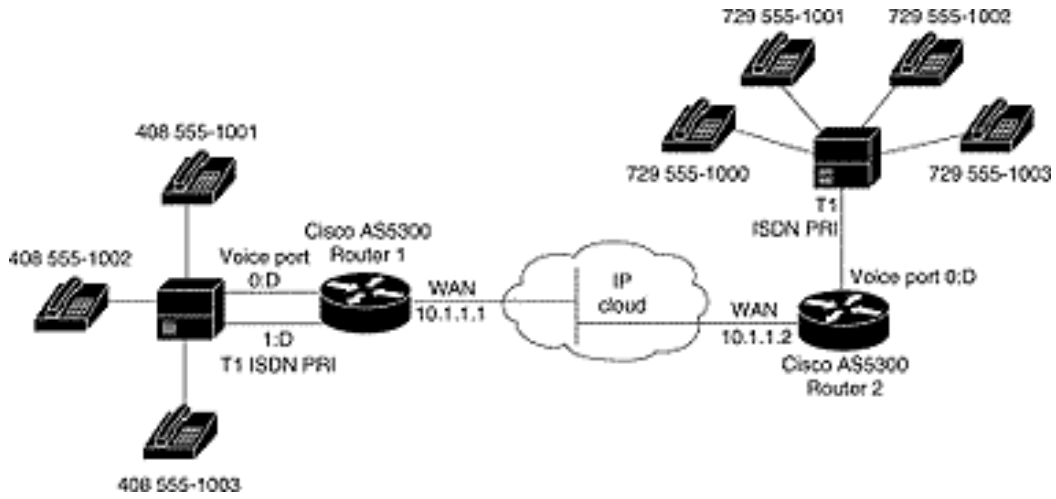 729 555-1001
729 555-1002
408 555-1001
729 555-1000
729 555-1003
T1
ISDN PRI
Cisco AS5300
Router 1
Voice port
0:D
408 555-1002
WAN
10.1.1.1
IP
cloud
Voice port 0:D
WAN
10.1.1.2
1:D
T1 ISDN PRI
Cisco AS5300
Router 2
408 555-1003